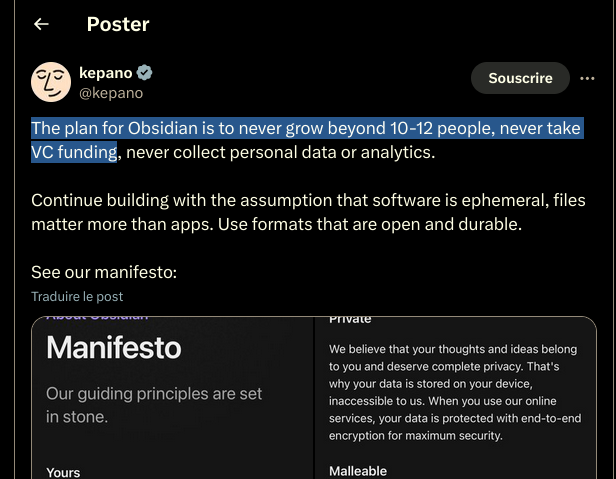 Poster
kepano
@kepano
Souscrire
The plan for Obsidian is to never grow beyond 10-12 people, never take
VC funding, never collect personal data or analytics.
Continue building with the assumption that software is ephemeral, files
matter more than apps. Use formats that are open and durable.
See our manifesto:
Traduire le post
About Obsidian
Manifesto
Our guiding principles are set
in stone.
Yours
Private
We believe that your thoughts and ideas belong
to you and deserve complete privacy. That's
why your data is stored on your device,
inaccessible to us. When you use our online
services, your data is protected with end-to-end
encryption for maximum security.
Malleable